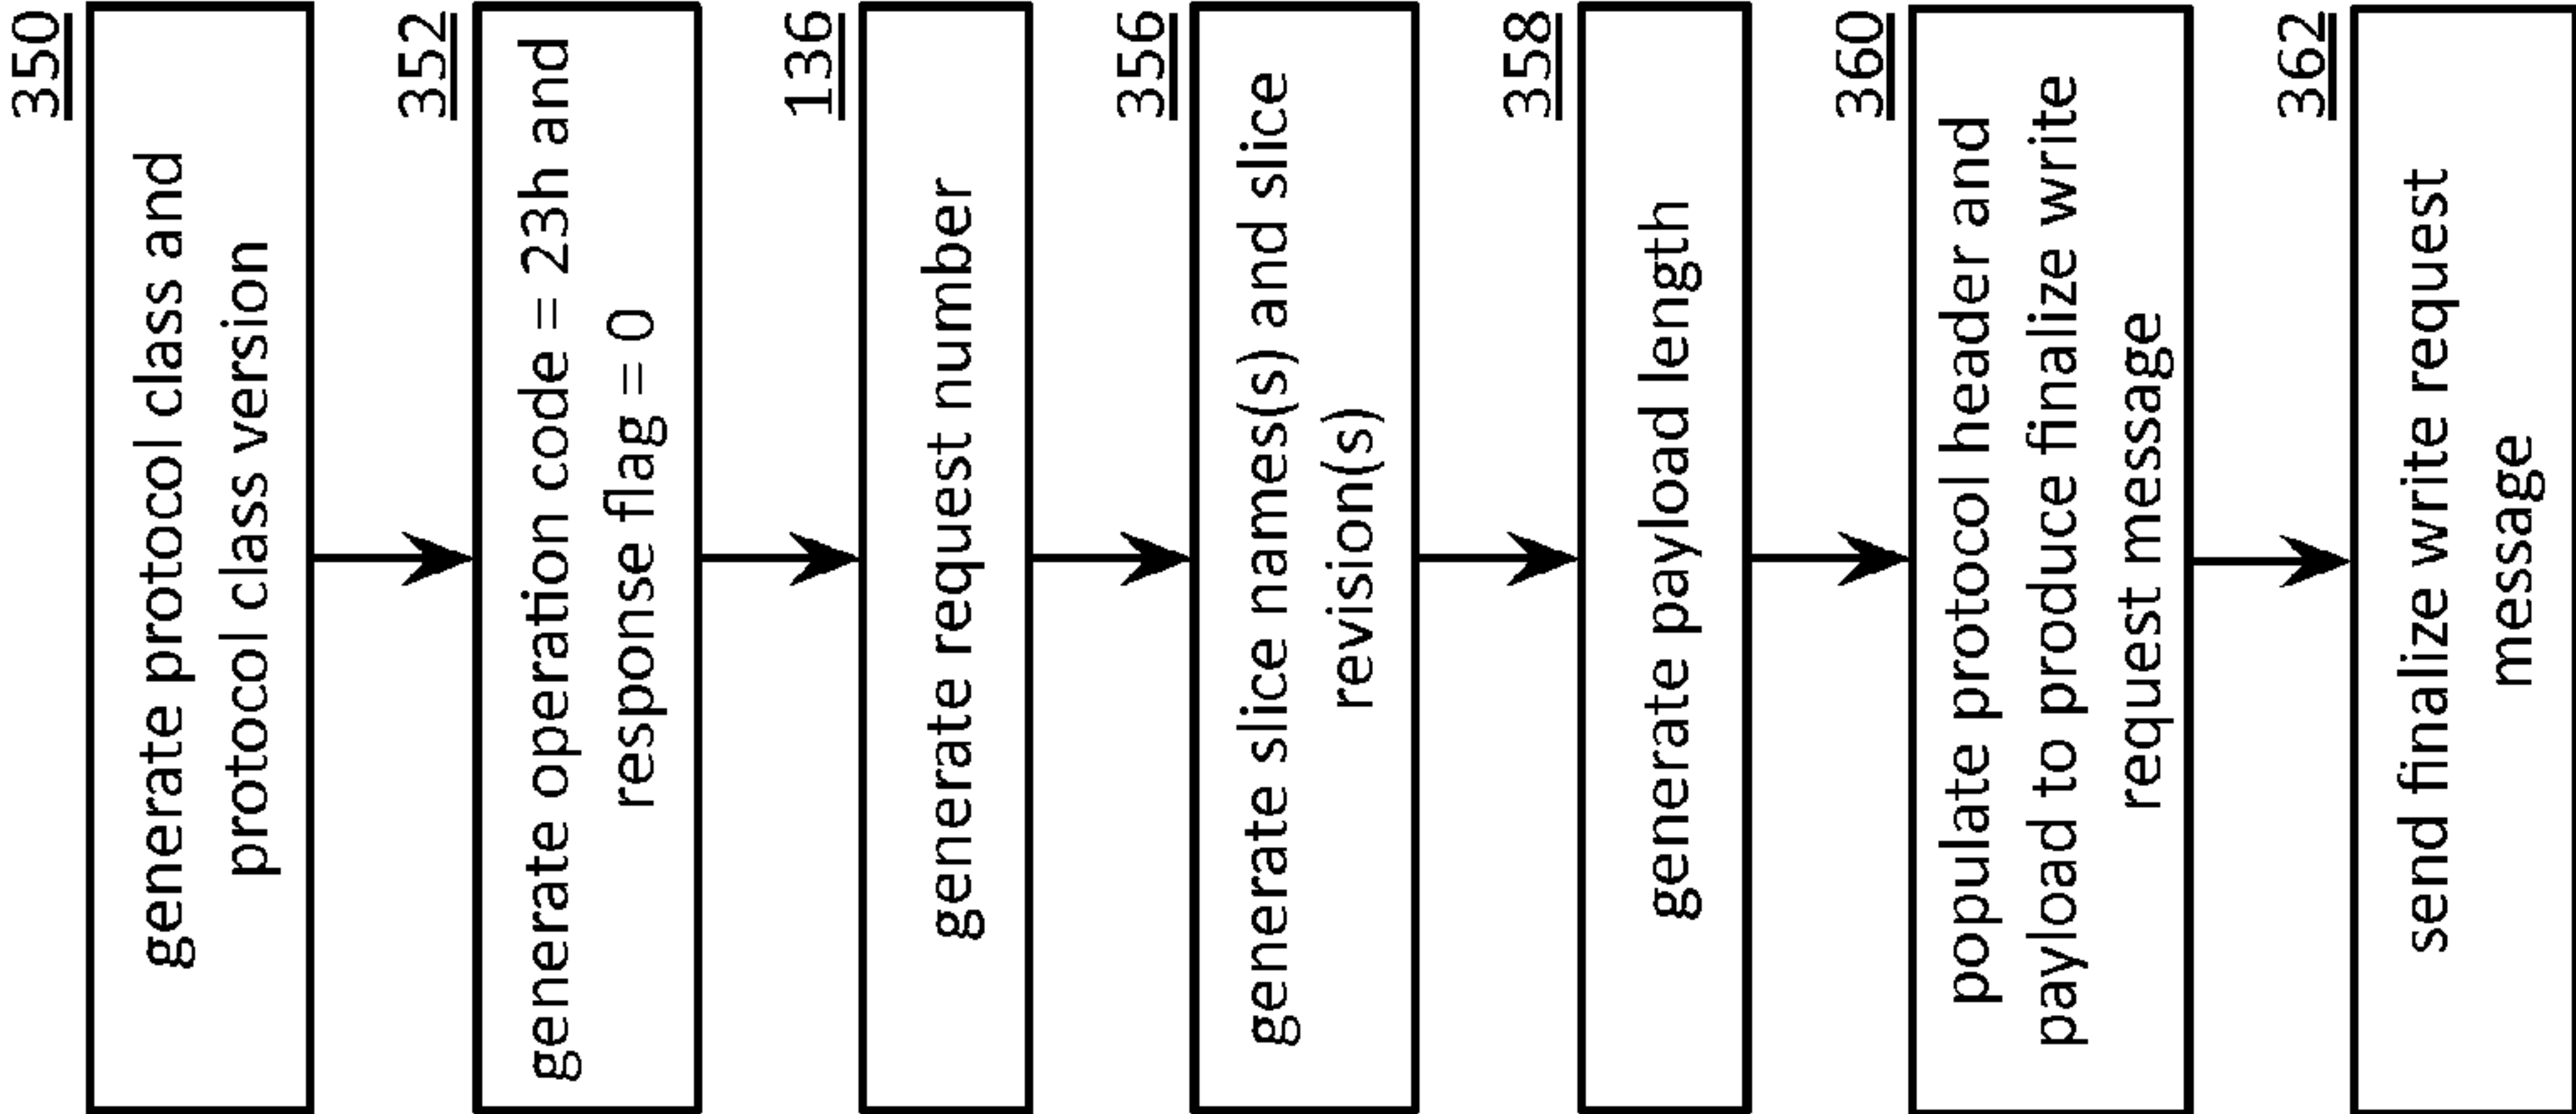 350
generate protocol class and
protocol class version
352
generate operation code = 23h and
response flag = 0
136
generate request number
356
generate slice names(s) and slice
revision(s)
358
generate payload length
360
populate protocol header and
payload to produce finalize write
request message
362
send finalize write request
message